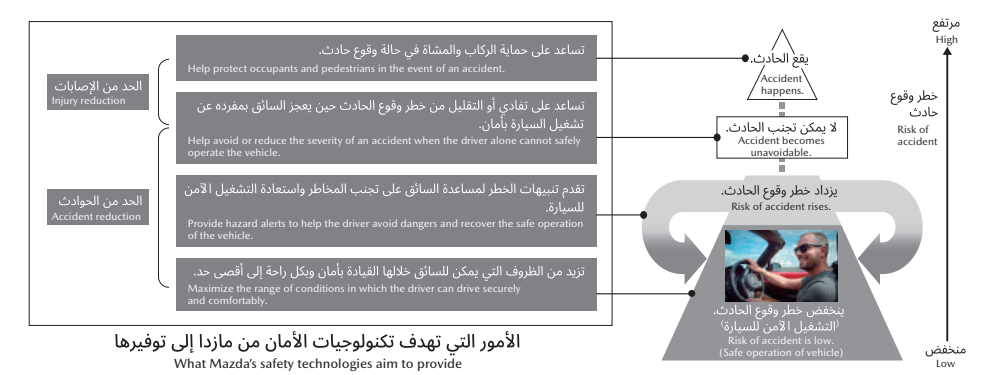 تساعد على حماية الركاب والمشاة في حالة وقوع حادث.
Help protect occupants and pedestrians in the event of an accident.
الحد من الإصابات
Injury reduction
تساعد على تفادي أو التقليل من خطر وقوع الحادث حين يعجز السائق بمفرده عن
تشغيل السيارة بأمان.
Help avoid or reduce the severity of an accident when the driver alone cannot safely
operate the vehicle.
الحد من الحوادث
Accident reduction
تقدم تنبيهات الخطر لمساعدة السائق على تجنب المخاطر واستعادة التشغيل الآمن
للسيارة.
Provide hazard alerts to help the driver avoid dangers and recover the safe operation
of the vehicle.
تزيد من الظروف التي يمكن للسائق خلالها القيادة بأمان وبكل راحة إلى أقصى حد.
Maximize the range of conditions in which the driver can drive securely
and comfortably.
الأمور التي تهدف تكنولوجيات الأمان من مازدا إلى توفيرها
What Mazda's safety technologies aim to provide
يقع الحادث.
Accident
happens.
لا يمكن تجنب الحادث.
Accident becomes
unavoidable.
يزداد خطر وقوع الحادث.
Risk of accident rises.
ينخفض خطر وقوع الحادث.
(التشغيل الآمن للسيارة)
Risk of accident is low.
(Safe operation of vehicle)
مرتفع
High
خطر وقوع
حادث
Risk of
accident
منخفض
Low